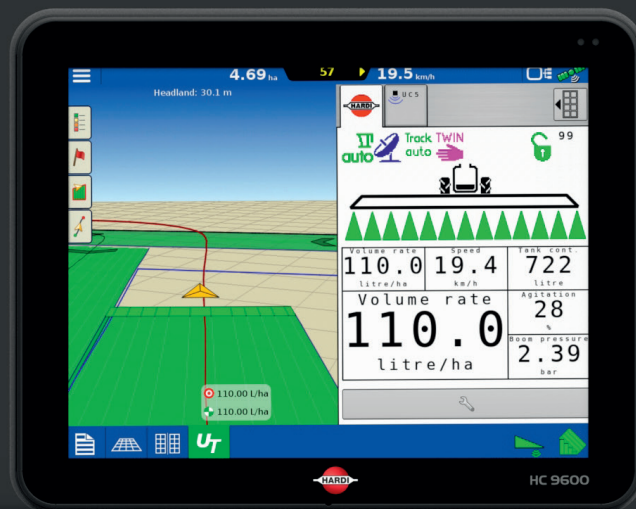 4.69 ha
57
19.5 km/h
Headland: 30.1 m
HARDI
UCS
auto
Track TWIN
auto
99
Volume rate
110.0
litre/ha
Speed
19.4
km/h
Tank cont.
722
litre
Volume rate
110.0
litre/ha
Agitation
28
%
Boom pressure
2.39
bar
110.00 L/ha
110.00 L/ha
UT
HARDI
HC 9600